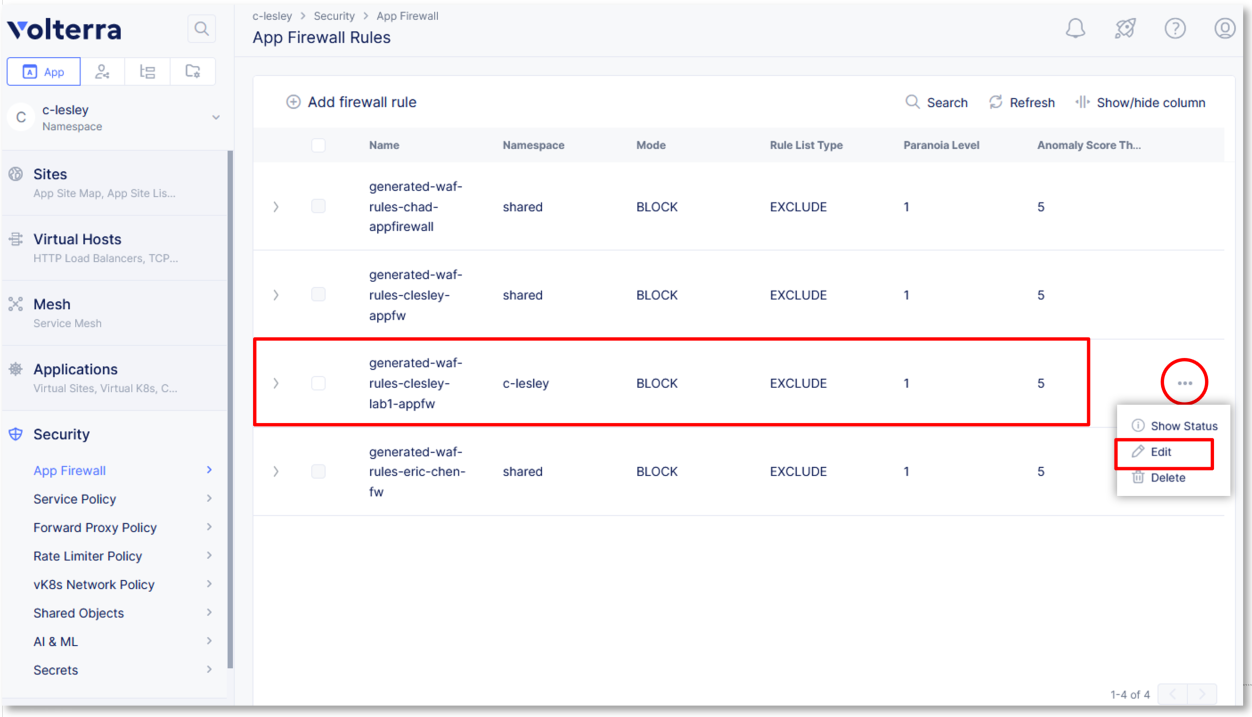 Volterra
App
C
c-lesley
Namespace
Sites
App Site Map, App Site Lis...
Virtual Hosts
HTTP Load Balancers, TCP...
Mesh
Service Mesh
Applications
Virtual Sites, Virtual K8s, C...
Security
App Firewall
Service Policy
Forward Proxy Policy
Rate Limiter Policy
vK8s Network Policy
Shared Objects
AI & ML
Secrets
c-lesley > Security > App Firewall
App Firewall Rules
Add firewall rule
Search Refresh Show/hide column
Name Namespace Mode Rule List Type Paranoia Level Anomaly Score Th...
generated-waf-
rules-chad-
appfirewall
shared BLOCK EXCLUDE 1 5
generated-waf-
rules-clesley-
appfw
shared BLOCK EXCLUDE 1 5
generated-waf-
rules-clesley-
lab1-appfw
c-lesley BLOCK EXCLUDE 1 5
generated-waf-
rules-eric-chen-
fw
shared BLOCK EXCLUDE 1 5
Show Status
Edit
Delete
1-4 of 4